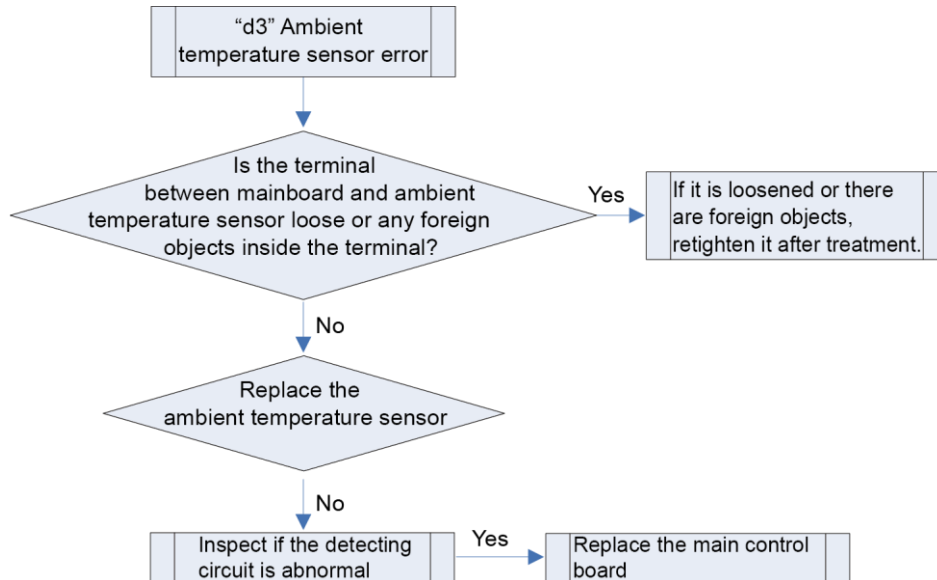 “d3” Ambient
temperature sensor error
Is the terminal
between mainboard and ambient
temperature sensor loose or any foreign
objects inside the terminal?
Yes
If it is loosened or there
are foreign objects,
retighten it after treatment.
No
Replace the
ambient temperature sensor
No
Inspect if the detecting
circuit is abnormal
Yes
Replace the main control
board